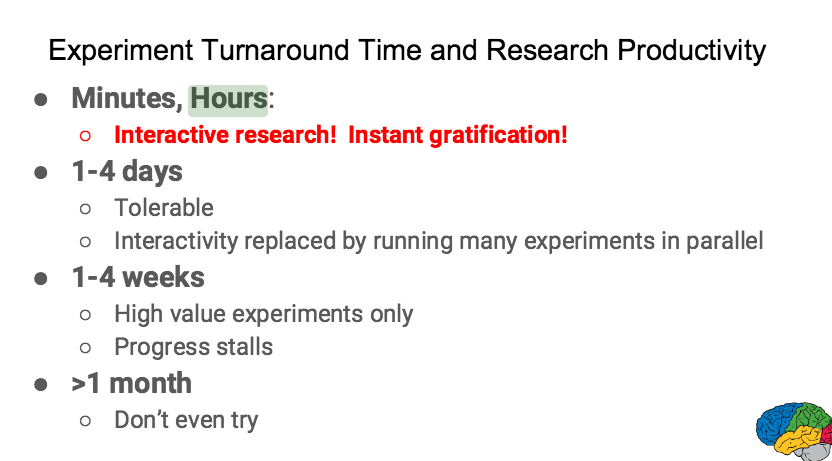 Experiment Turnaround Time and Research Productivity
● Minutes, Hours:
○ Interactive research! Instant gratification!
● 1-4 days
○ Tolerable
○ Interactivity replaced by running many experiments in parallel
● 1-4 weeks
○ High value experiments only
○ Progress stalls
● >1 month
○ Don’t even try